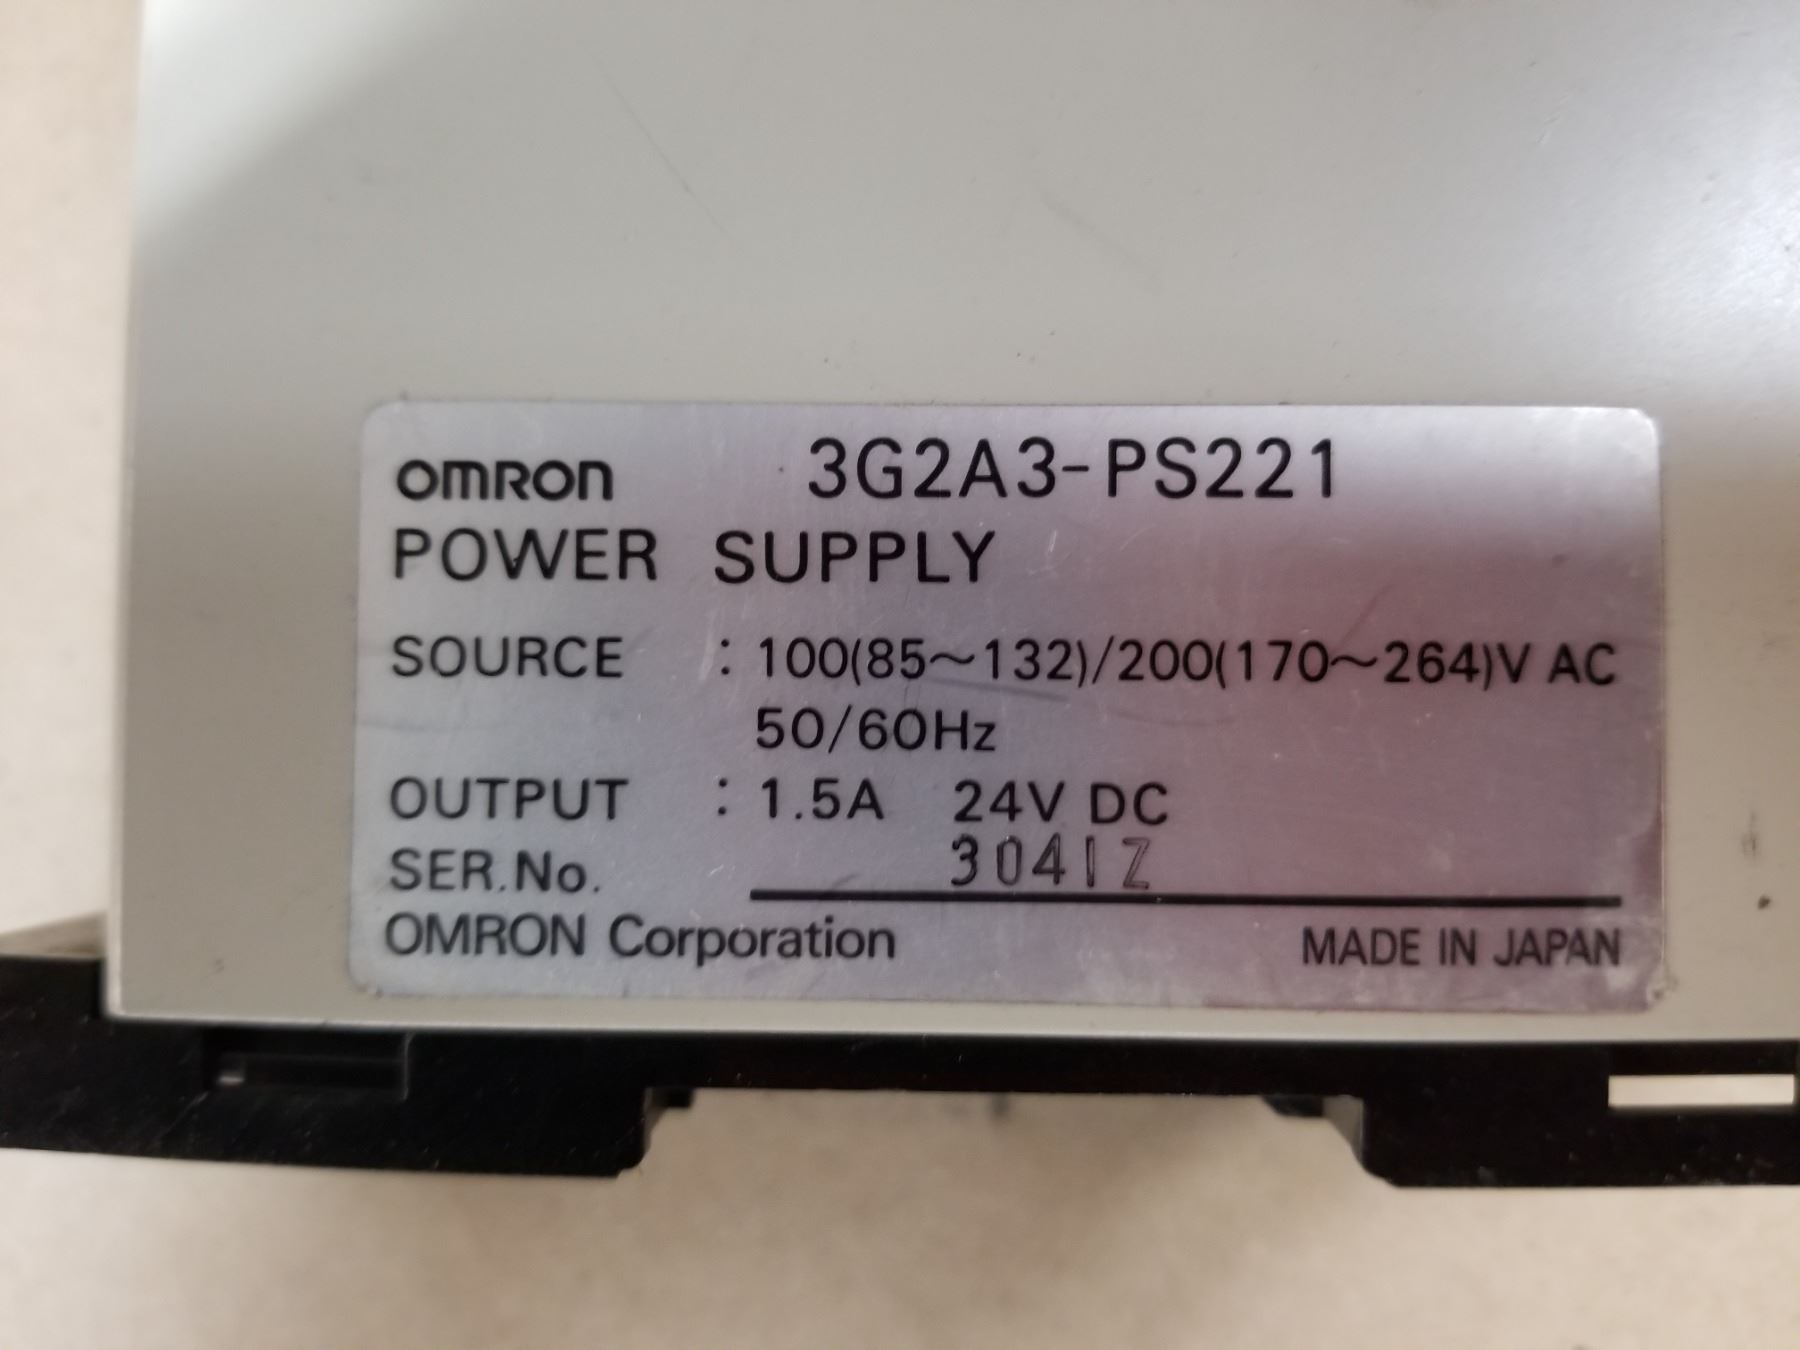 OMRON 3G2A3-PS221
POWER SUPPLY
SOURCE : 100(85~132)/200(170~264)V AC
50/60Hz
OUTPUT : 1.5A 24V DC
SER.No. 3041Z
OMRON Corporation MADE IN JAPAN